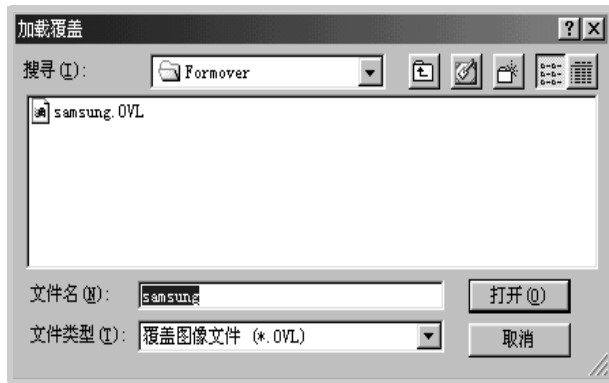 加载覆盖
搜寻(I): Formover
samsung.OVL
文件名(N): samsung 打开(O)
文件类型(T): 覆盖图像文件 (*.OVL) 取消